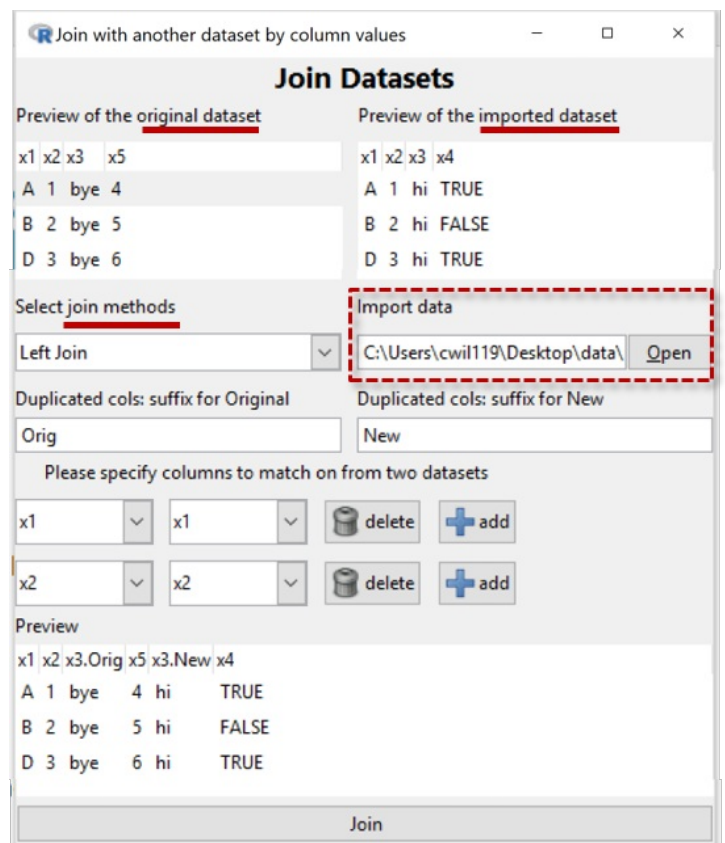 Join with another dataset by column values
Join Datasets
Preview of the original dataset
x1 x2 x3 x5
A 1 bye 4
B 2 bye 5
D 3 bye 6
Preview of the imported dataset
x1 x2 x3 x4
A 1 hi TRUE
B 2 hi FALSE
D 3 hi TRUE
Select join methods
Left Join
Import data
C:\Users\cwil119\Desktop\data\ Open
Duplicated cols: suffix for Original
Orig
Duplicated cols: suffix for New
New
Please specify columns to match on from two datasets
x1 x1 delete add
x2 x2 delete add
Preview
x1 x2 x3.Orig x5 x3.New x4
A 1 bye 4 hi TRUE
B 2 bye 5 hi FALSE
D 3 bye 6 hi TRUE
Join